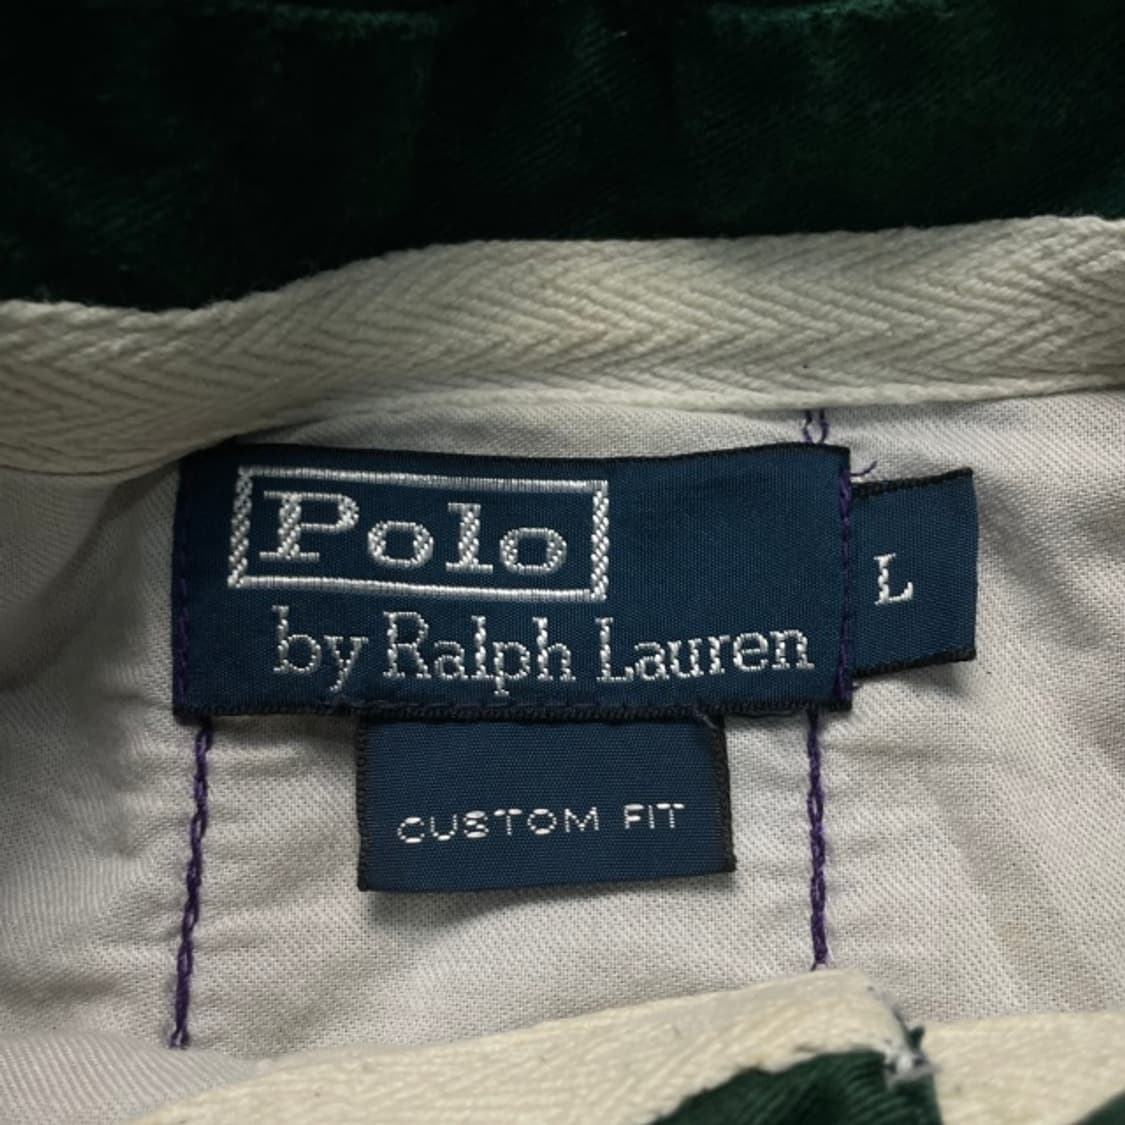 Polo
by Ralph Lauren
L
CUSTOM FIT